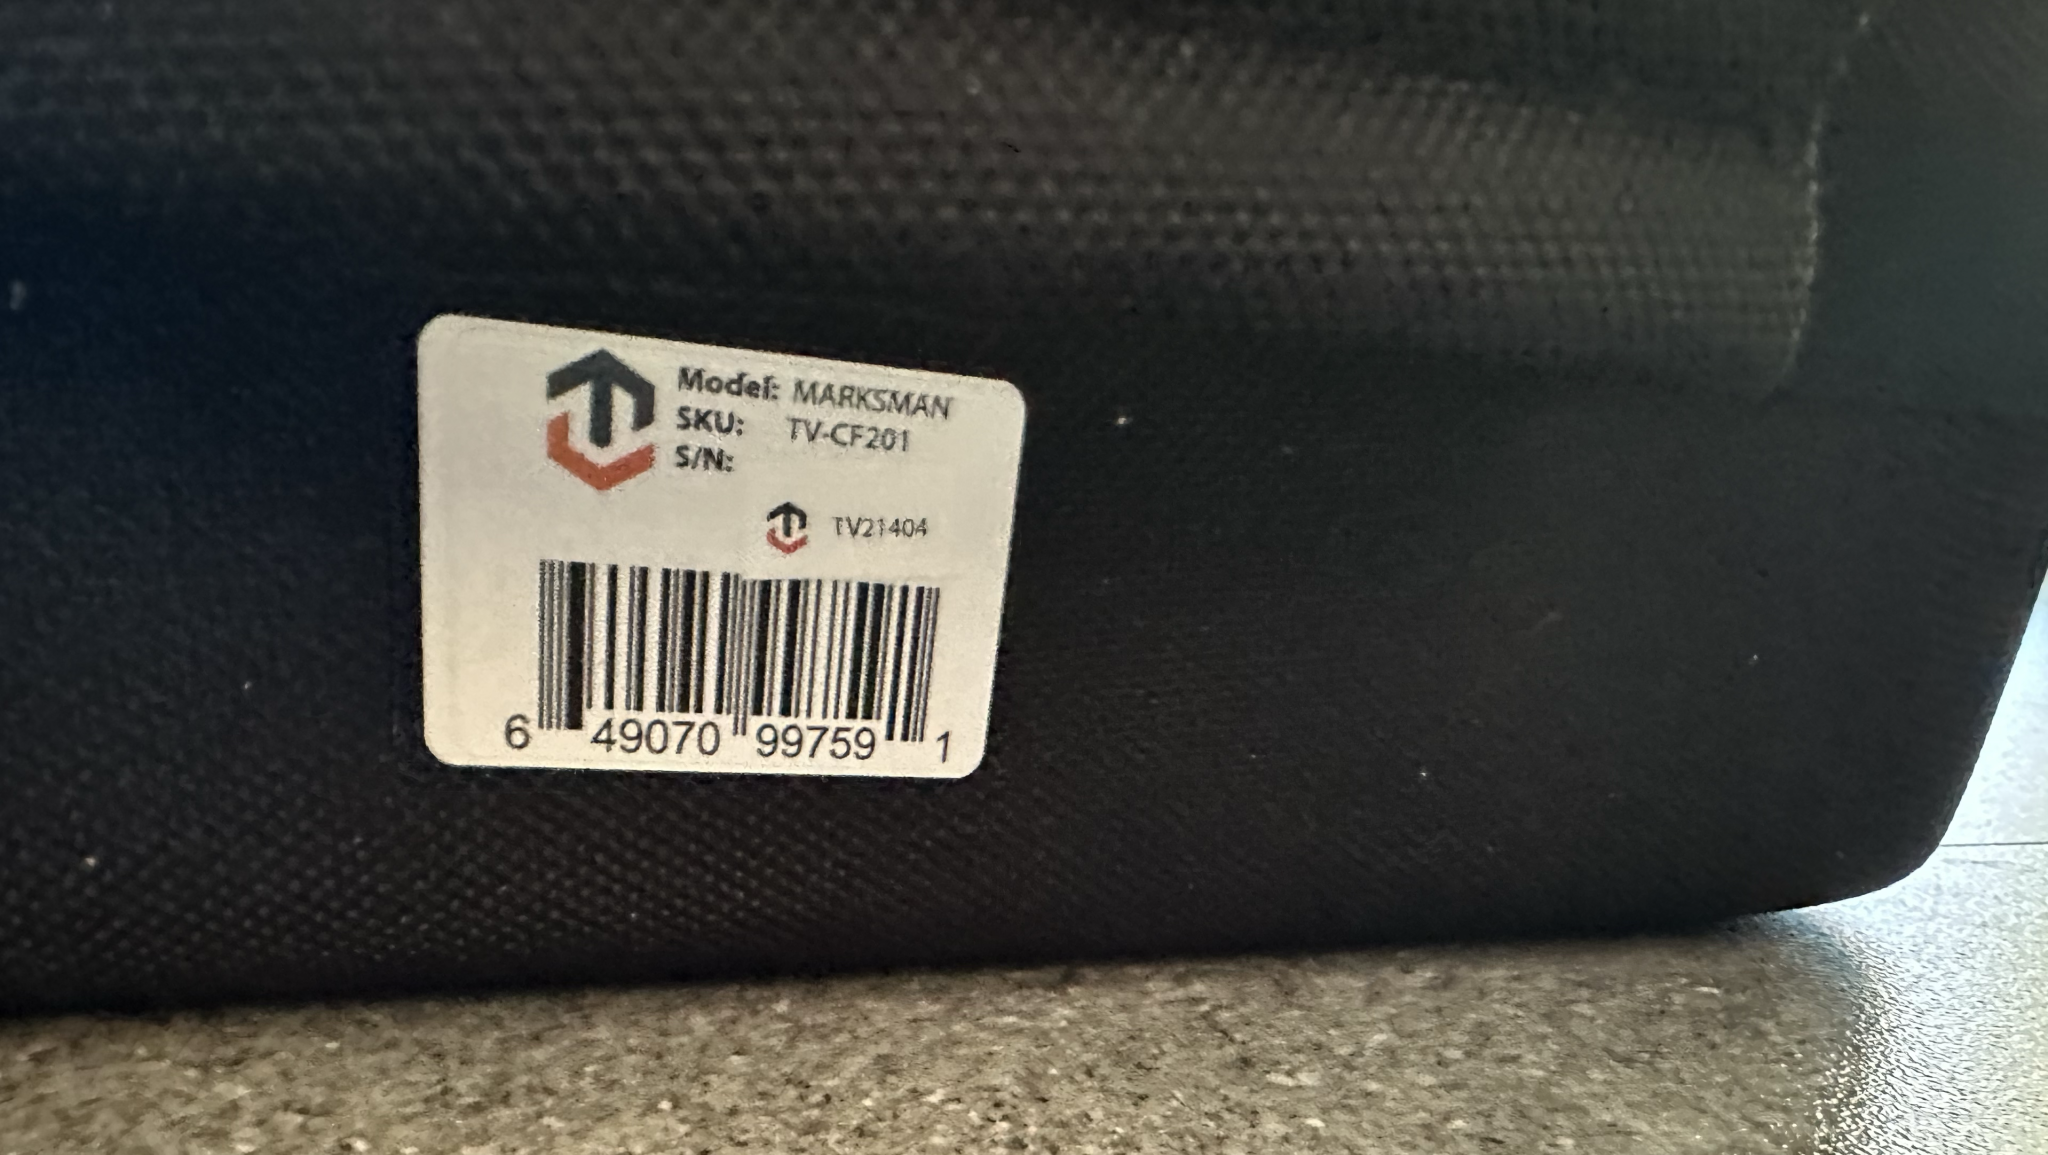 Model: MARKSMAN
SKU: TV-CF201
S/N:
TV21404
6 49070 99759 1